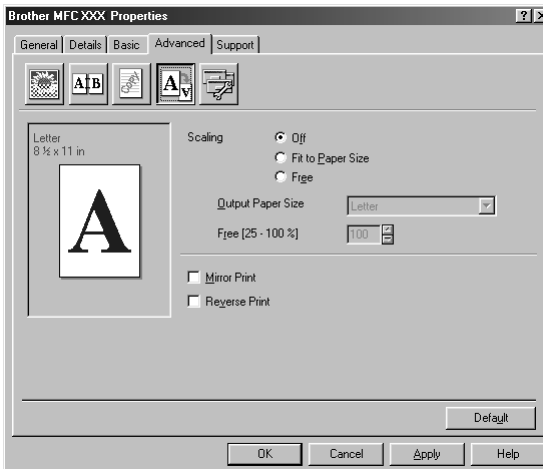 Brother MFC XXX Properties
General Details Basic Advanced Support
A B Copy A A
Letter
8 ½ x 11 in
A
Scaling
Off
Fit to Paper Size
Free
Output Paper Size Letter
Free [25 - 100 %] 100
Mirror Print
Reverse Print
Default
OK Cancel Apply Help